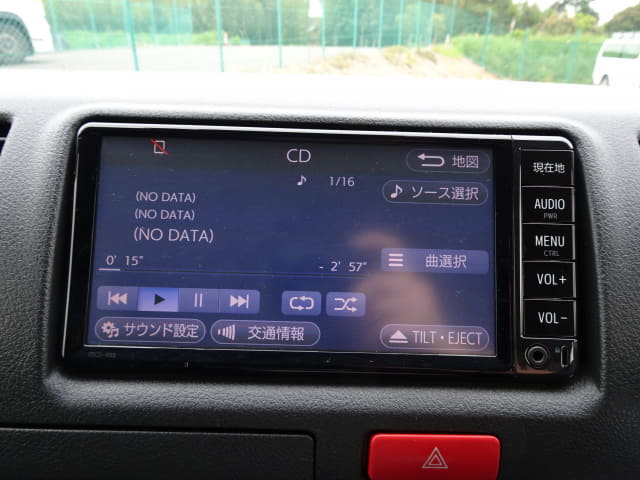 CD
地図
1/16
ソース選択
(NO DATA)
(NO DATA)
(NO DATA)
0' 15"
- 2' 57"
曲選択
サウンド設定
交通情報
TILT・EJECT
現在地
AUDIO
PWR
MENU
CTRL
VOL+
VOL-